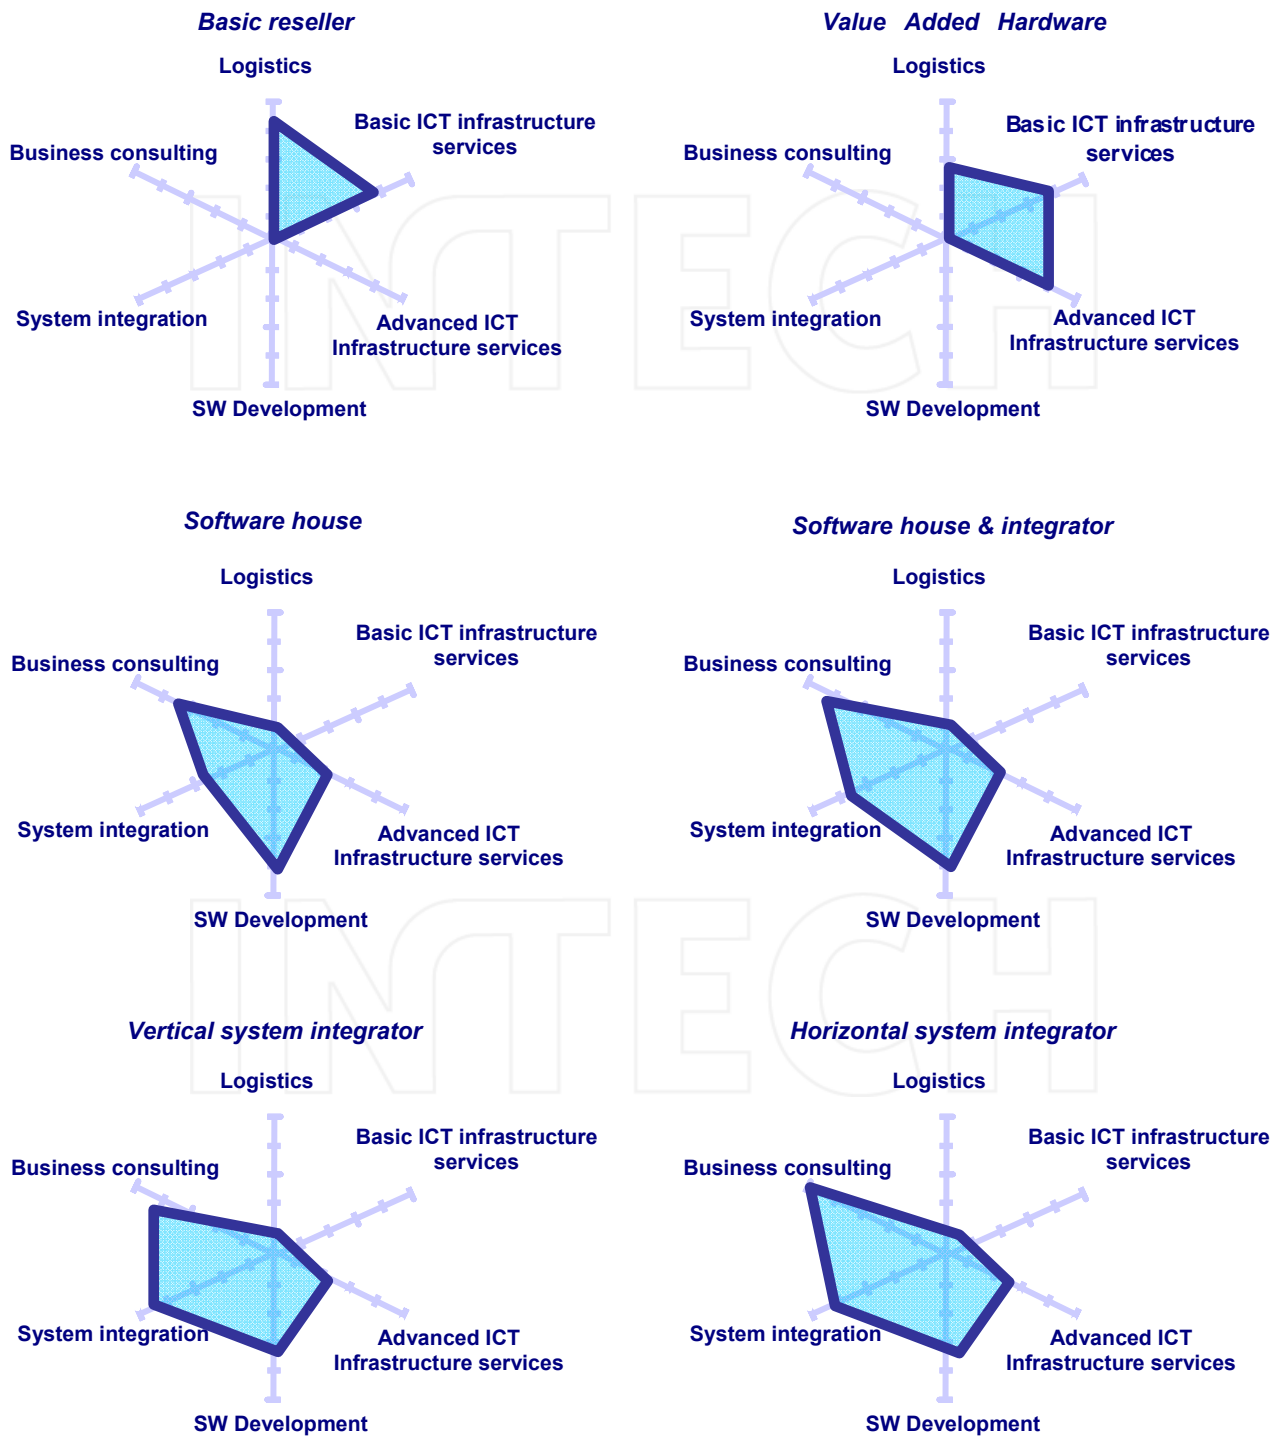 Basic reseller
Logistics
Basic ICT infrastructure
services
Business consulting
System integration
Advanced ICT
Infrastructure services
SW Development
Value Added Hardware
Logistics
Basic ICT infrastructure
services
Business consulting
System integration
Advanced ICT
Infrastructure services
SW Development
INTECH
Software house
Logistics
Basic ICT infrastructure
services
Business consulting
System integration
Advanced ICT
Infrastructure services
SW Development
Software house & integrator
Logistics
Basic ICT infrastructure
services
Business consulting
System integration
Advanced ICT
Infrastructure services
SW Development
INTECH
Vertical system integrator
Logistics
Basic ICT infrastructure
services
Business consulting
System integration
Advanced ICT
Infrastructure services
SW Development
Horizontal system integrator
Logistics
Basic ICT infrastructure
services
Business consulting
System integration
Advanced ICT
Infrastructure services
SW Development